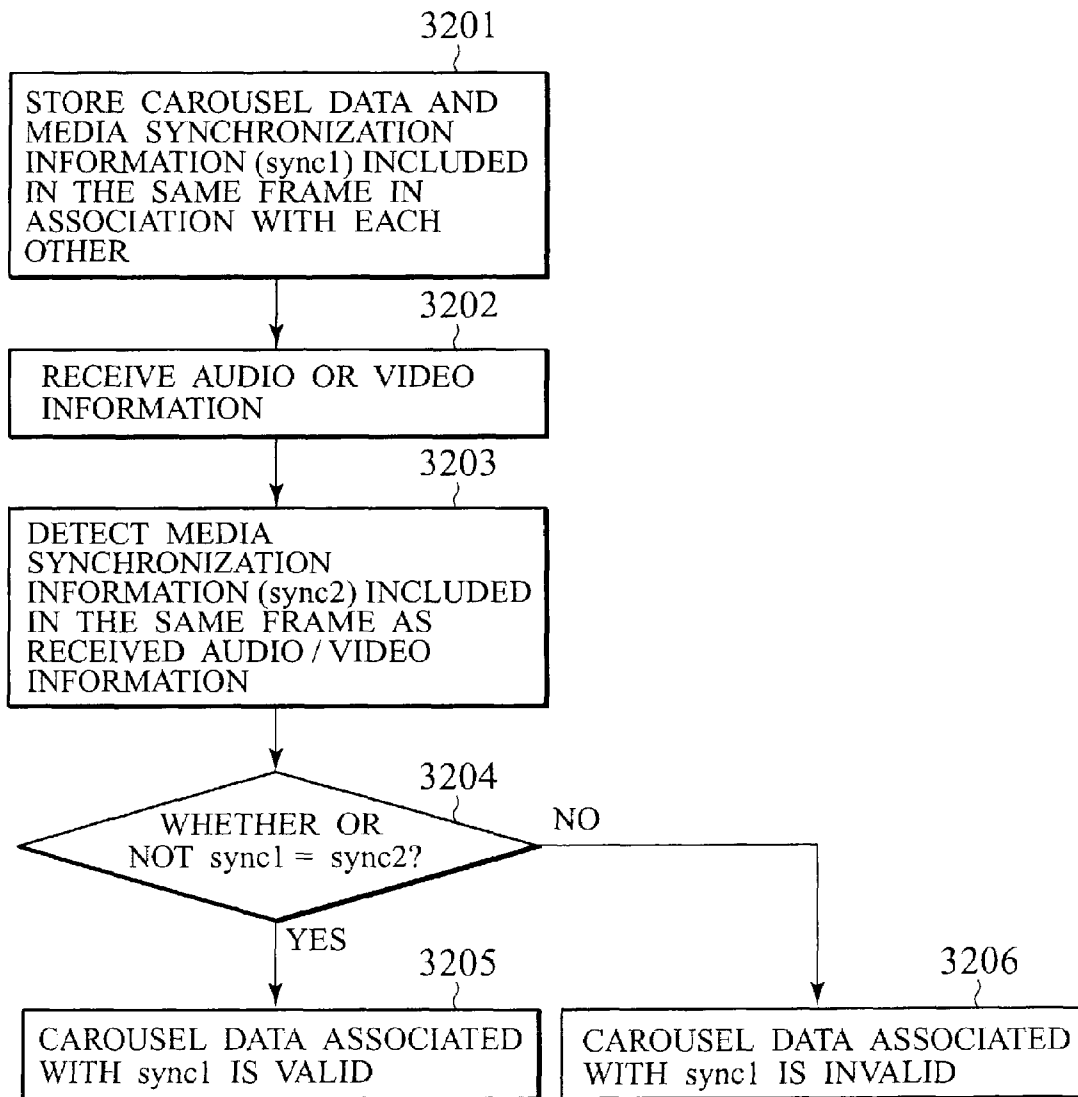 3201
STORE CAROUSEL DATA AND
MEDIA SYNCHRONIZATION
INFORMATION (sync1) INCLUDED
IN THE SAME FRAME IN
ASSOCIATION WITH EACH
OTHER
3202
RECEIVE AUDIO OR VIDEO
INFORMATION
3203
DETECT MEDIA
SYNCHRONIZATION
INFORMATION (sync2) INCLUDED
IN THE SAME FRAME AS
RECEIVED AUDIO / VIDEO
INFORMATION
3204
WHETHER OR
NOT sync1 = sync2?
NO
YES
3205
CAROUSEL DATA ASSOCIATED
WITH sync1 IS VALID
3206
CAROUSEL DATA ASSOCIATED
WITH sync1 IS INVALID